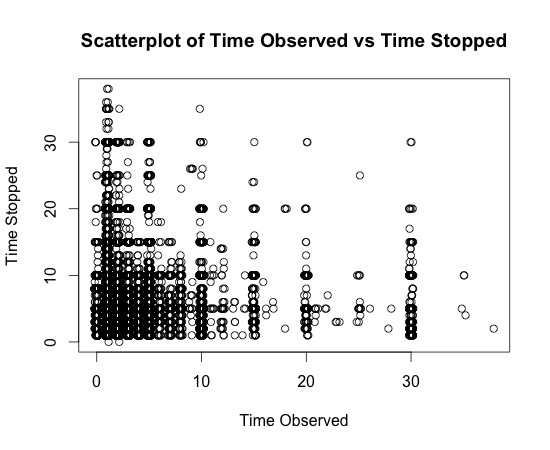 Scatterplot of Time Observed vs Time Stopped
Time Stopped
30
20
10
0
0 10 20 30
Time Observed